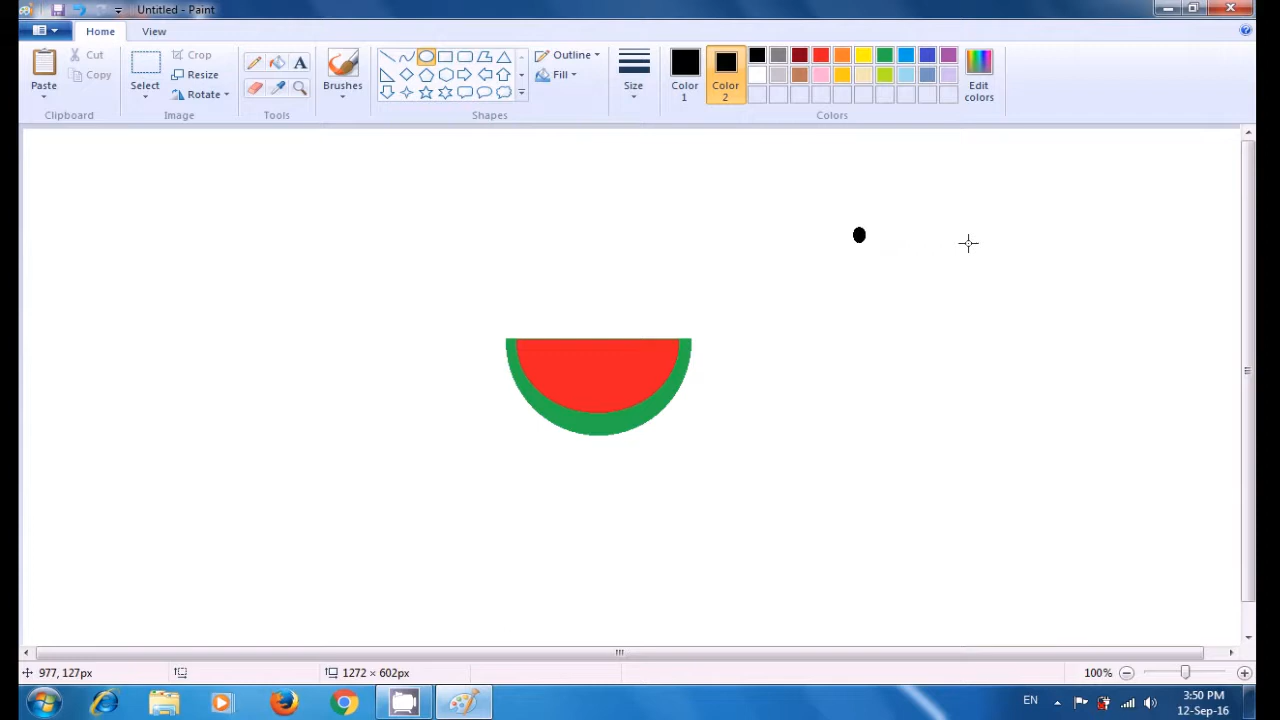 Untitled - Paint
Home View
Paste
Cut
Copy
Clipboard
Select
Crop
Resize
Rotate
Image
A
Tools
Brushes
Outline
Fill
Shapes
Size
Color
1
Color
2
Edit
colors
Colors
977, 127px
1272 × 602px
100%
EN
3:50 PM
12-Sep-16